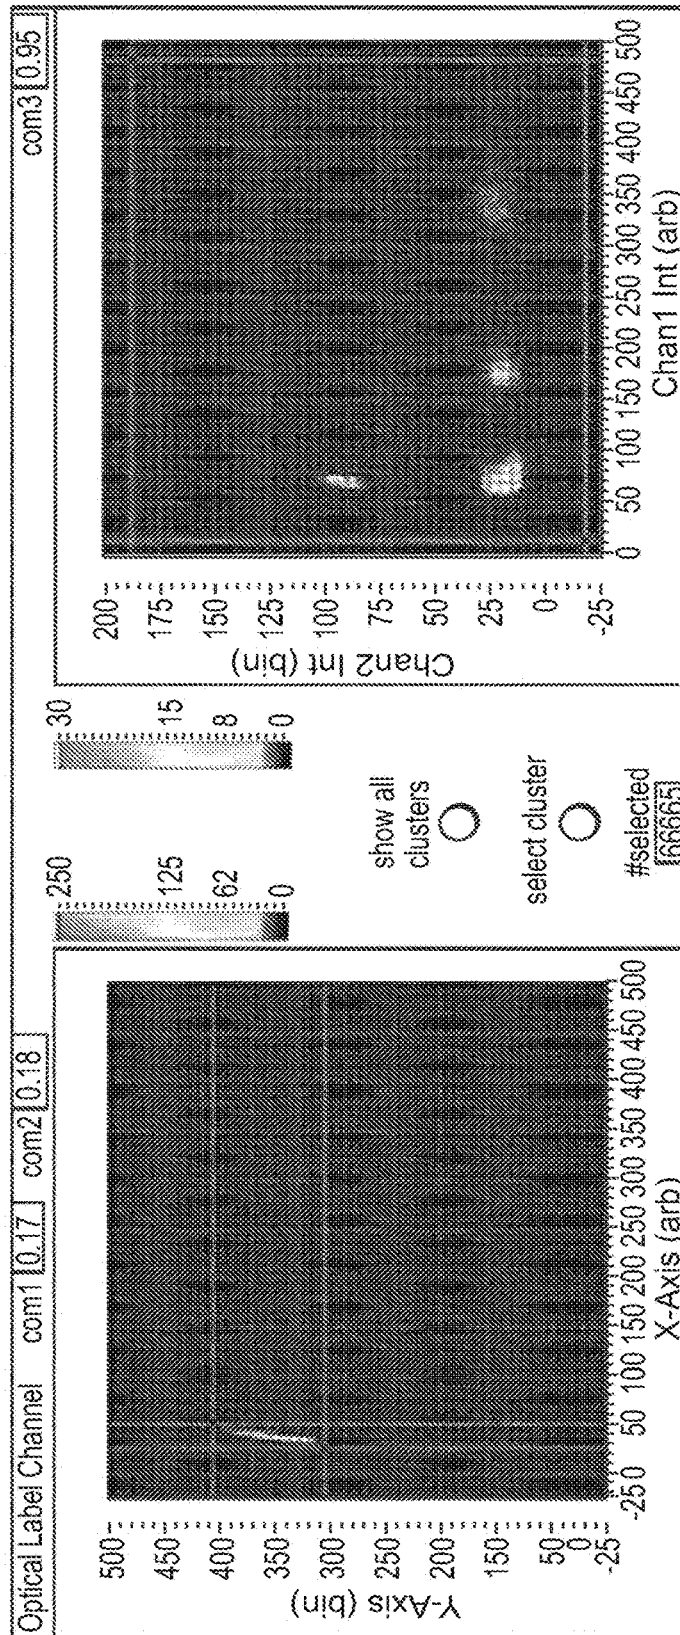 Optical Label Channel com1 0.17 com2 0.18 com3 0.95
500
450
350
300
200
150
50
0
-25
Y-Axis (bin)
-25 0 50 100 150 200 250 300 350 400 450 500
X-Axis (arb)
250
125
62
0
30
15
8
0
show all
clusters
select cluster
#selected
66665
200
175
150
125
100
75
50
25
0
-25
Chan2 Int (bin)
0 50 100 150 200 250 300 350 400 450 500
Chan1 Int (arb)